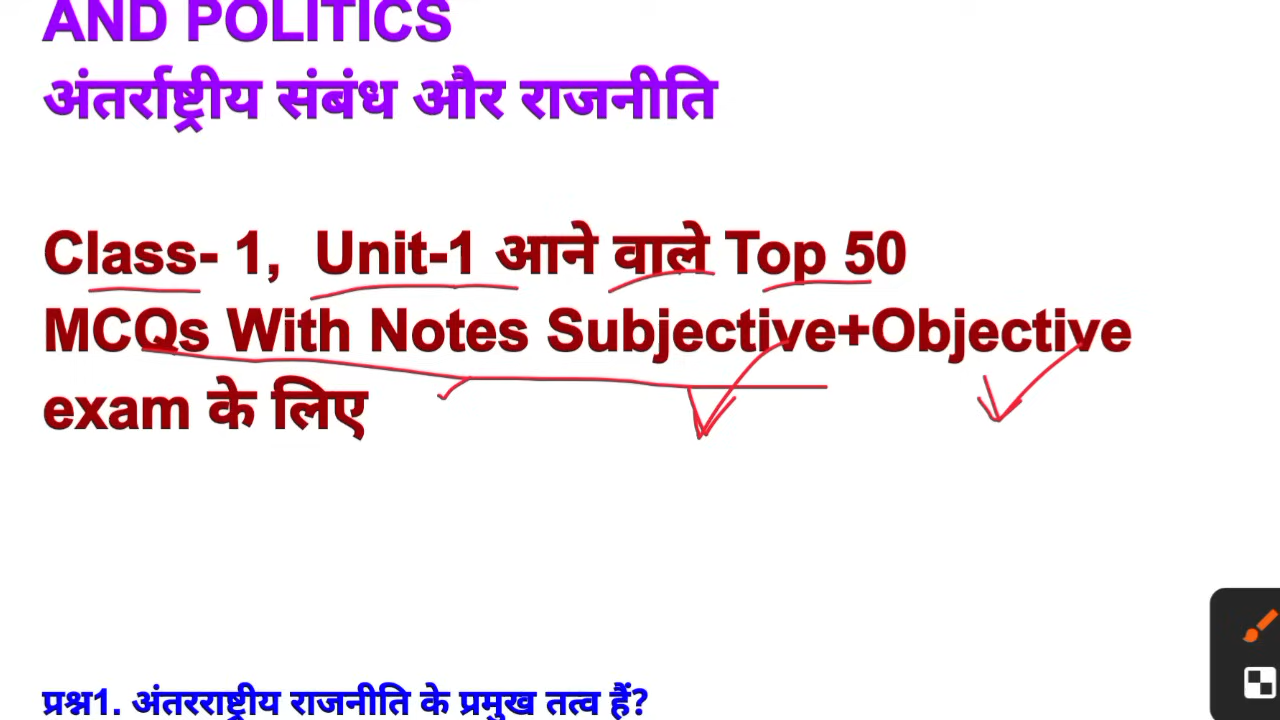 AND POLITICS
अंतर्राष्ट्रीय संबंध और राजनीति
Class- 1, Unit-1 आने वाले Top 50
MCQs With Notes Subjective+Objective
exam के लिए
प्रश्न1. अंतरराष्ट्रीय राजनीति के प्रमुख तत्व हैं?